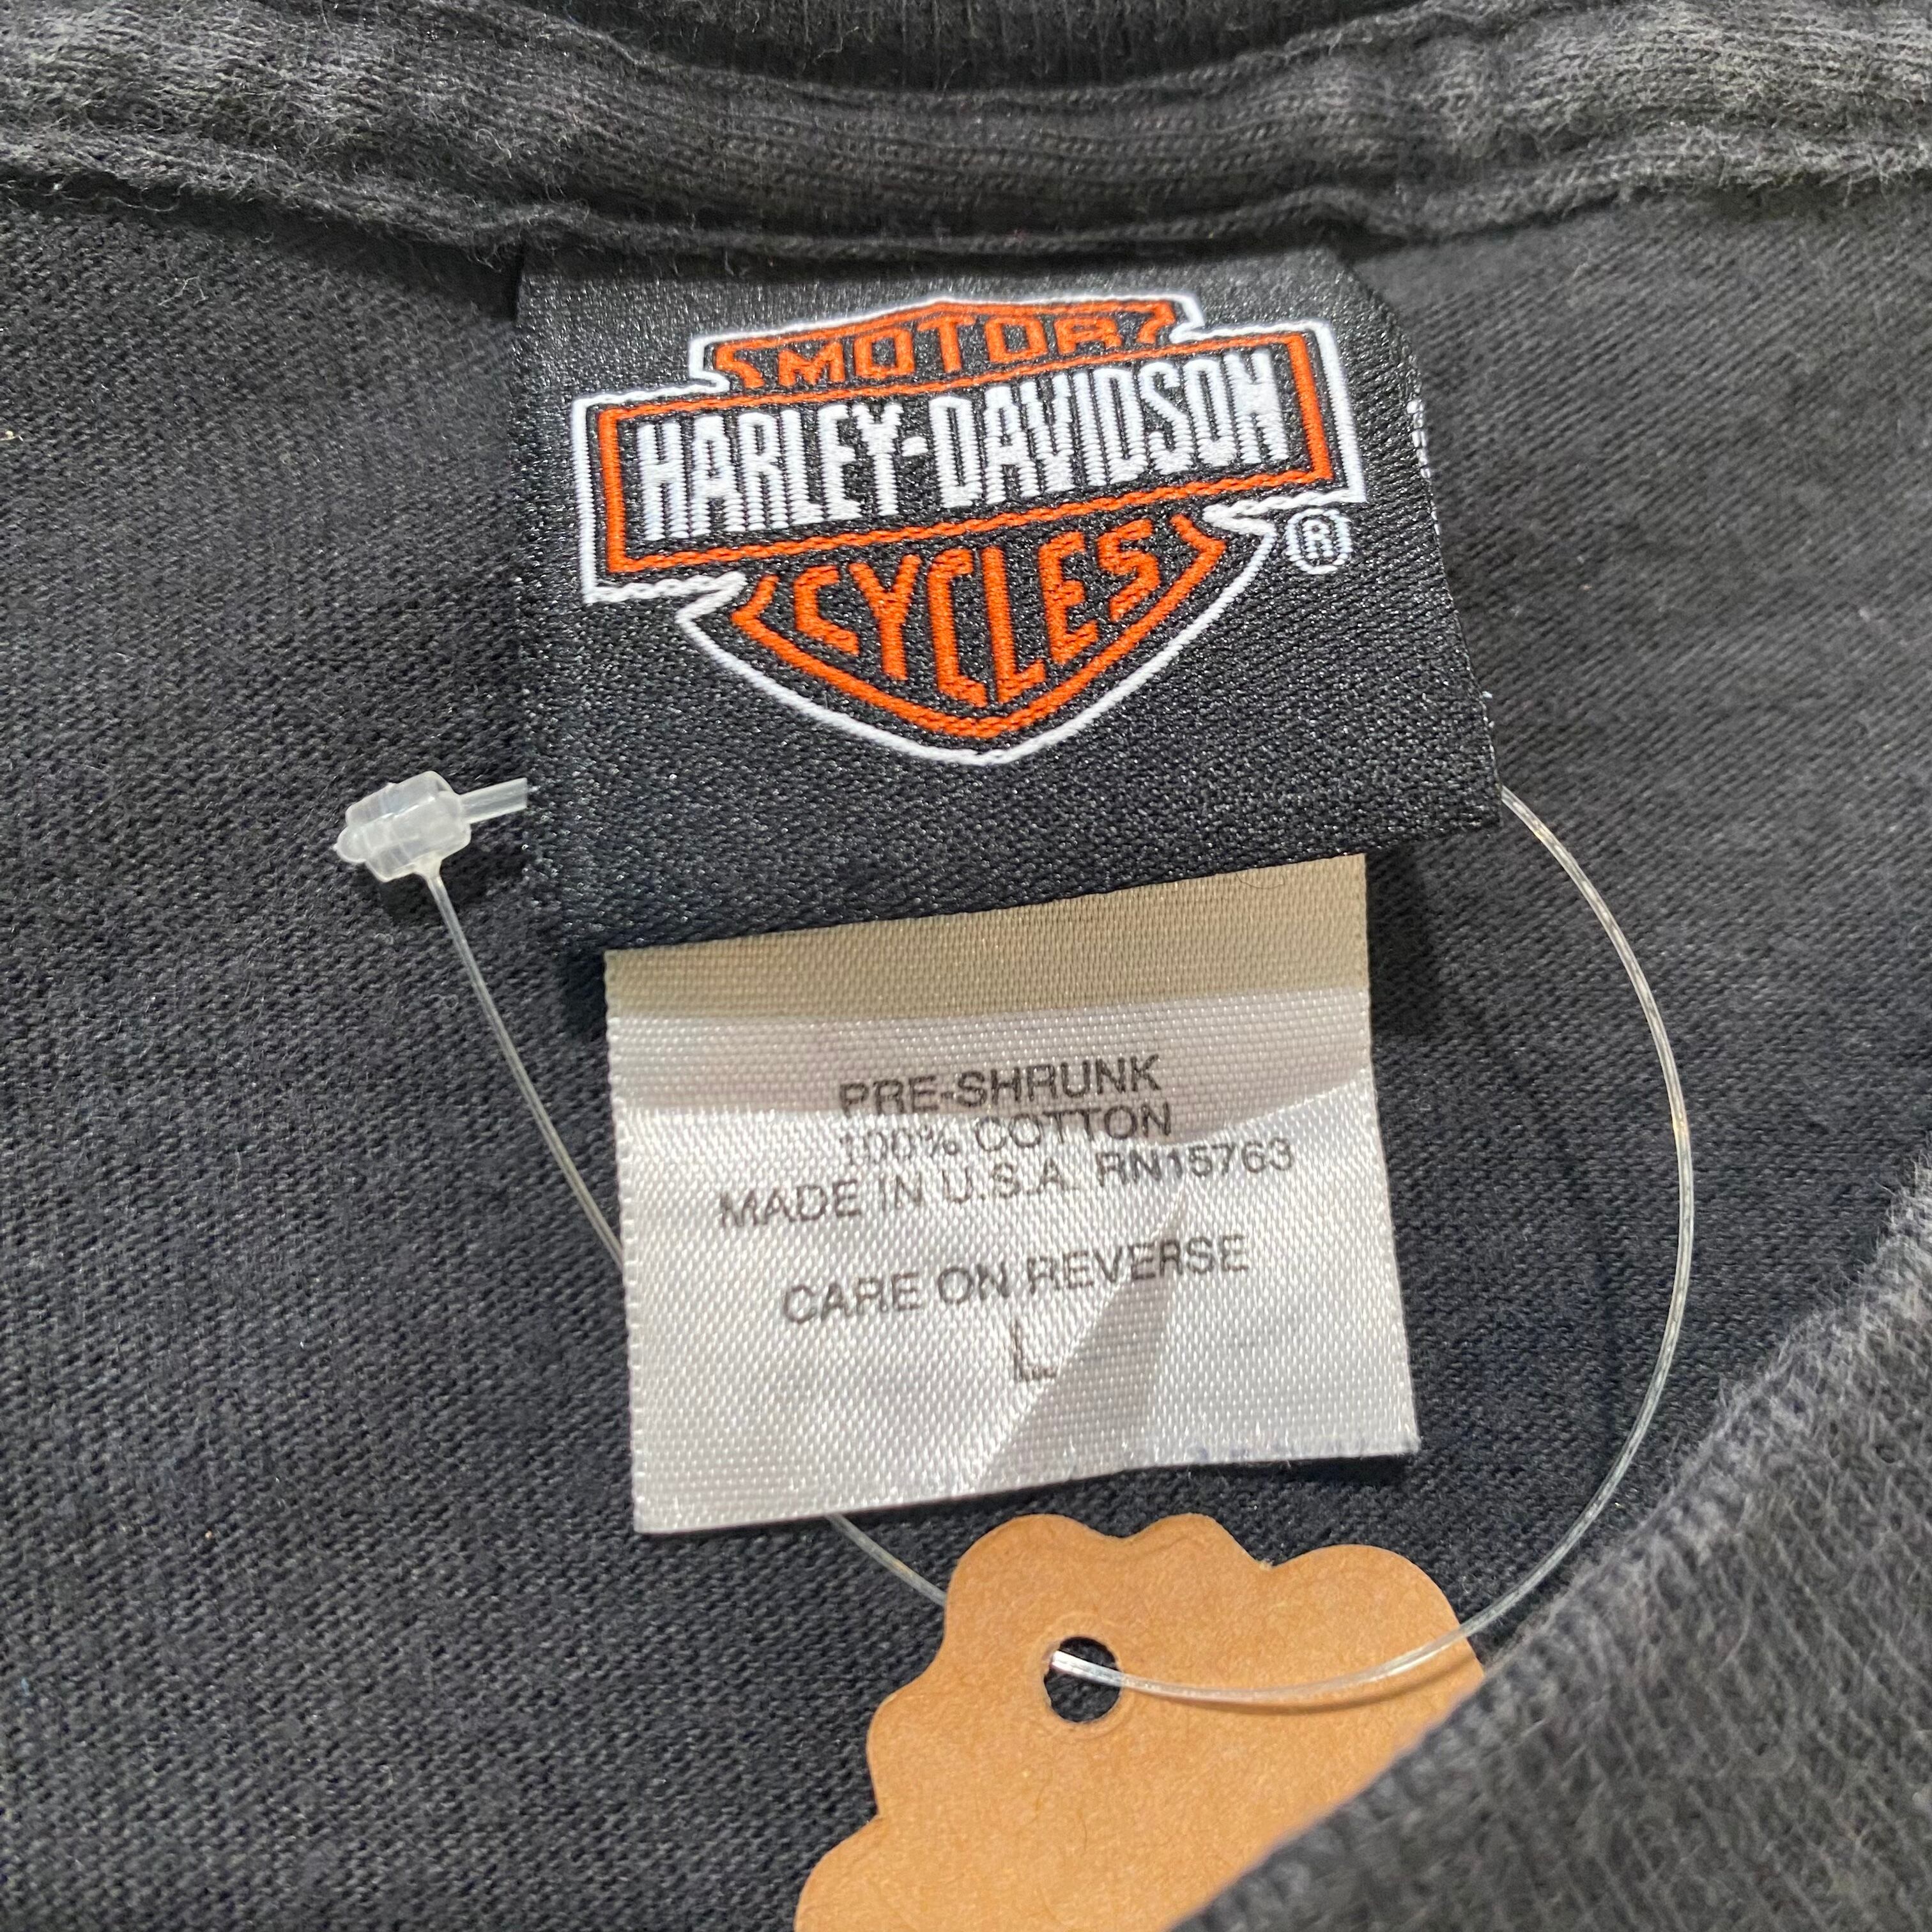 MOTOR
HARLEY-DAVIDSON
CYCLES
®
PRE-SHRUNK
100% COTTON
MADE IN U.S.A. RN15763
CARE ON REVERSE
L